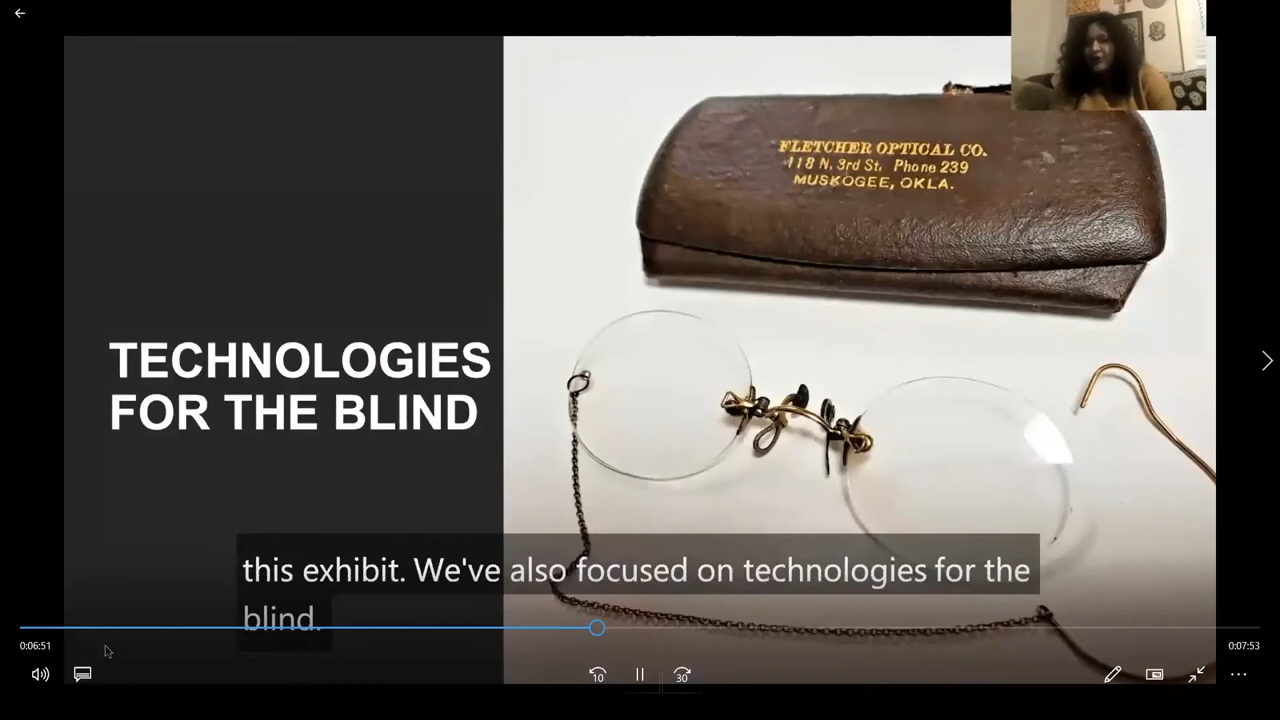 FLETCHER OPTICAL CO.
118 N. 3rd St. Phone 239
MUSKOGEE, OKLA.
TECHNOLOGIES
FOR THE BLIND
this exhibit. We've also focused on technologies for the
blind.
0:06:51
0:07:53
10
30